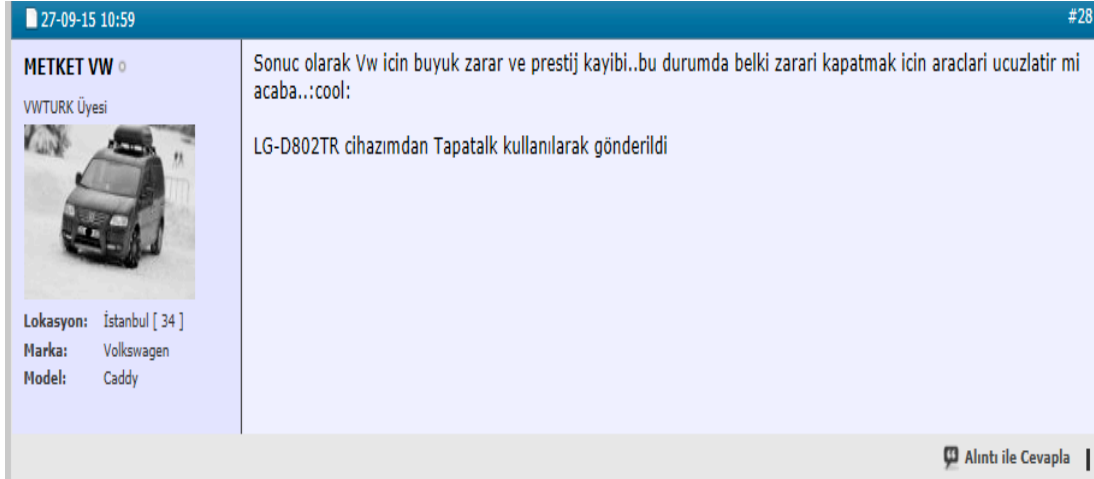 27-09-15 10:59
#28
METKET VW
VWTURK Üyesi
Lokasyon: İstanbul [ 34 ]
Marka: Volkswagen
Model: Caddy
Sonuc olarak Vw icin buyuk zarar ve prestij kayibi..bu durumda belki zarari kapatmak icin araclari ucuzlatir mi
acaba..:cool:
LG-D802TR cihazımdan Tapatalk kullanılarak gönderildi
Alıntı ile Cevapla